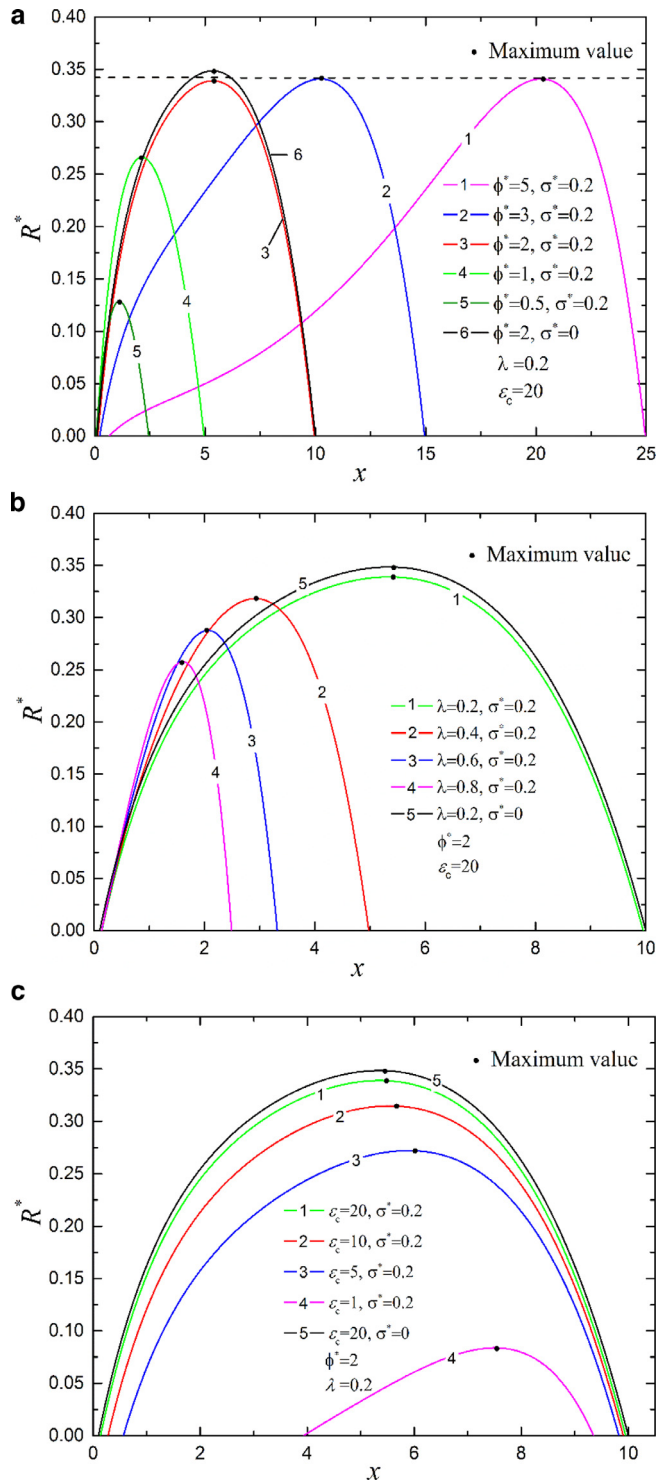 a
0.40
0.35
0.30
0.25
0.20
0.15
0.10
0.05
0.00
R*
• Maximum value
1
2
3
4
5
6
1 ϕ*=5, σ*=0.2
2 ϕ*=3, σ*=0.2
3 ϕ*=2, σ*=0.2
4 ϕ*=1, σ*=0.2
5 ϕ*=0.5, σ*=0.2
6 ϕ*=2, σ*=0
λ=0.2
ε_c=20
0 5 10 15 20 25
x
b
0.40
0.35
0.30
0.25
0.20
0.15
0.10
0.05
0.00
R*
• Maximum value
5
1
2
3
4
1 λ=0.2, σ*=0.2
2 λ=0.4, σ*=0.2
3 λ=0.6, σ*=0.2
4 λ=0.8, σ*=0.2
5 λ=0.2, σ*=0
ϕ*=2
ε_c=20
0 2 4 6 8 10
x
c
0.40
0.35
0.30
0.25
0.20
0.15
0.10
0.05
0.00
R*
• Maximum value
5
1
2
3
4
1 ε_c=20, σ*=0.2
2 ε_c=10, σ*=0.2
3 ε_c=5, σ*=0.2
4 ε_c=1, σ*=0.2
5 ε_c=20, σ*=0
ϕ*=2
λ=0.2
0 2 4 6 8 10
x